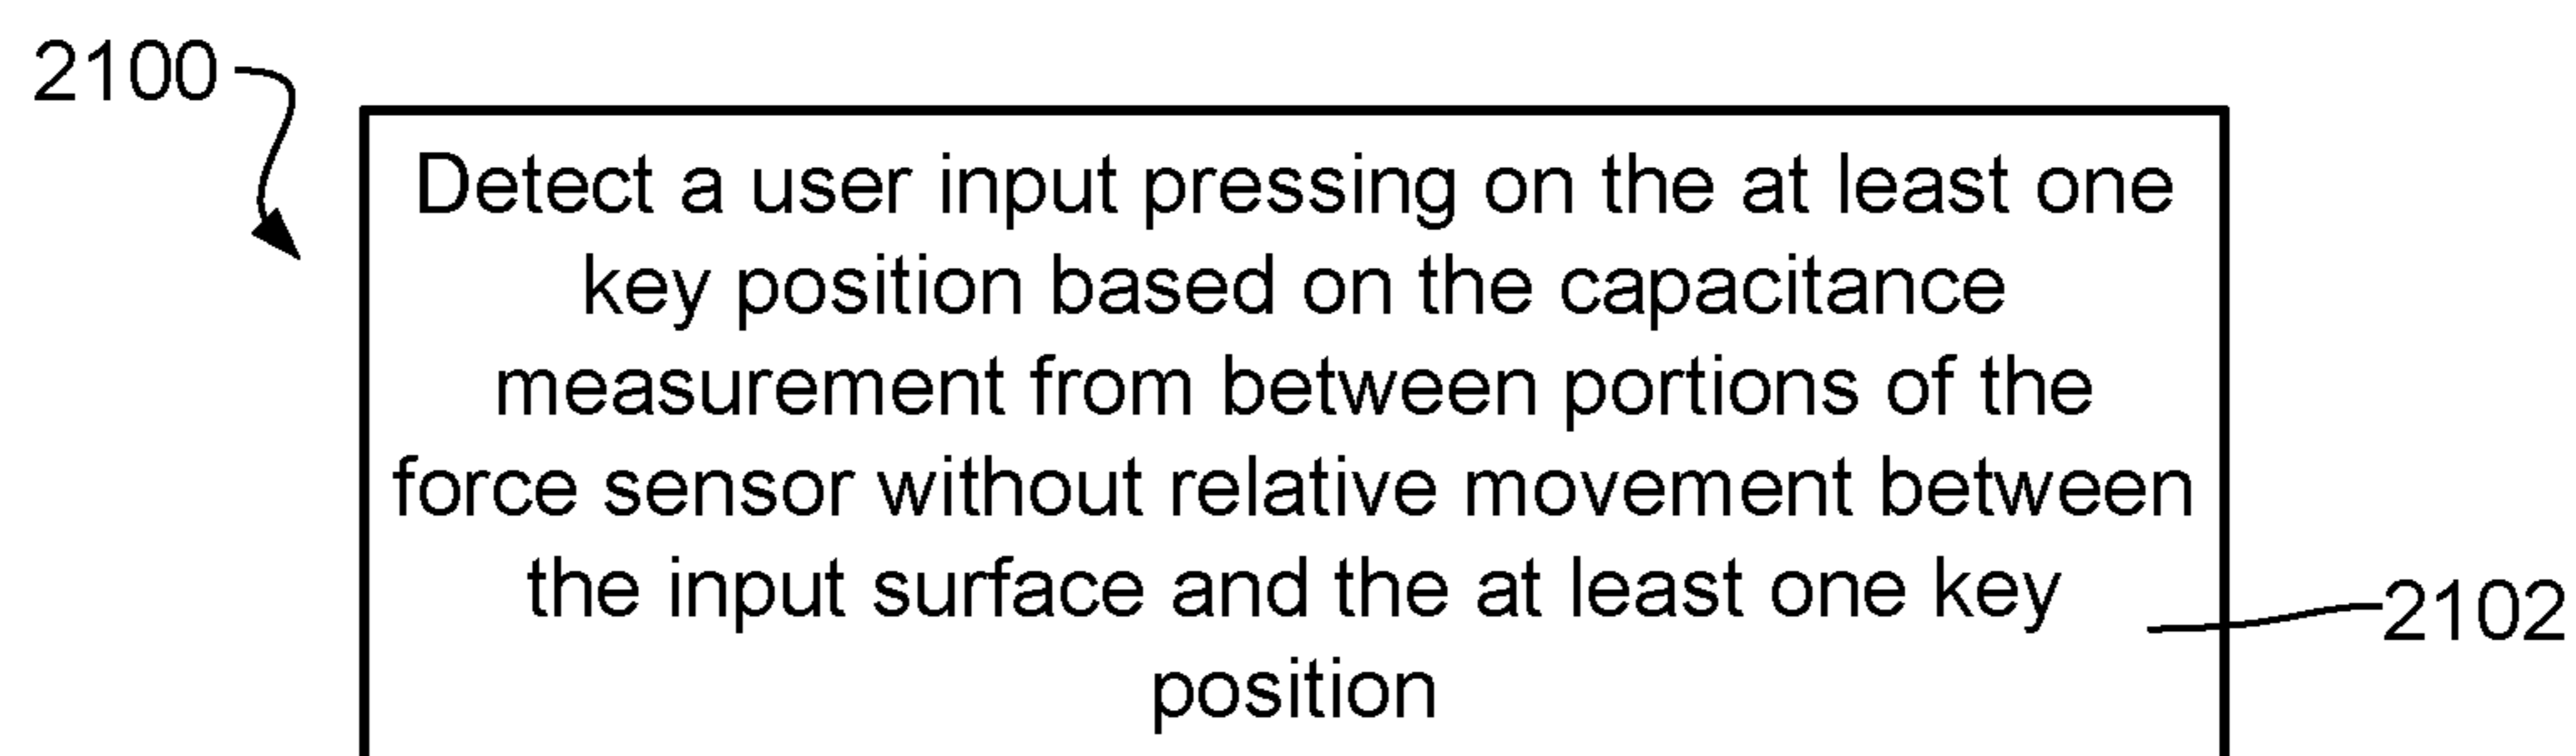 2100
Detect a user input pressing on the at least one
key position based on the capacitance
measurement from between portions of the
force sensor without relative movement between
the input surface and the at least one key
position
2102